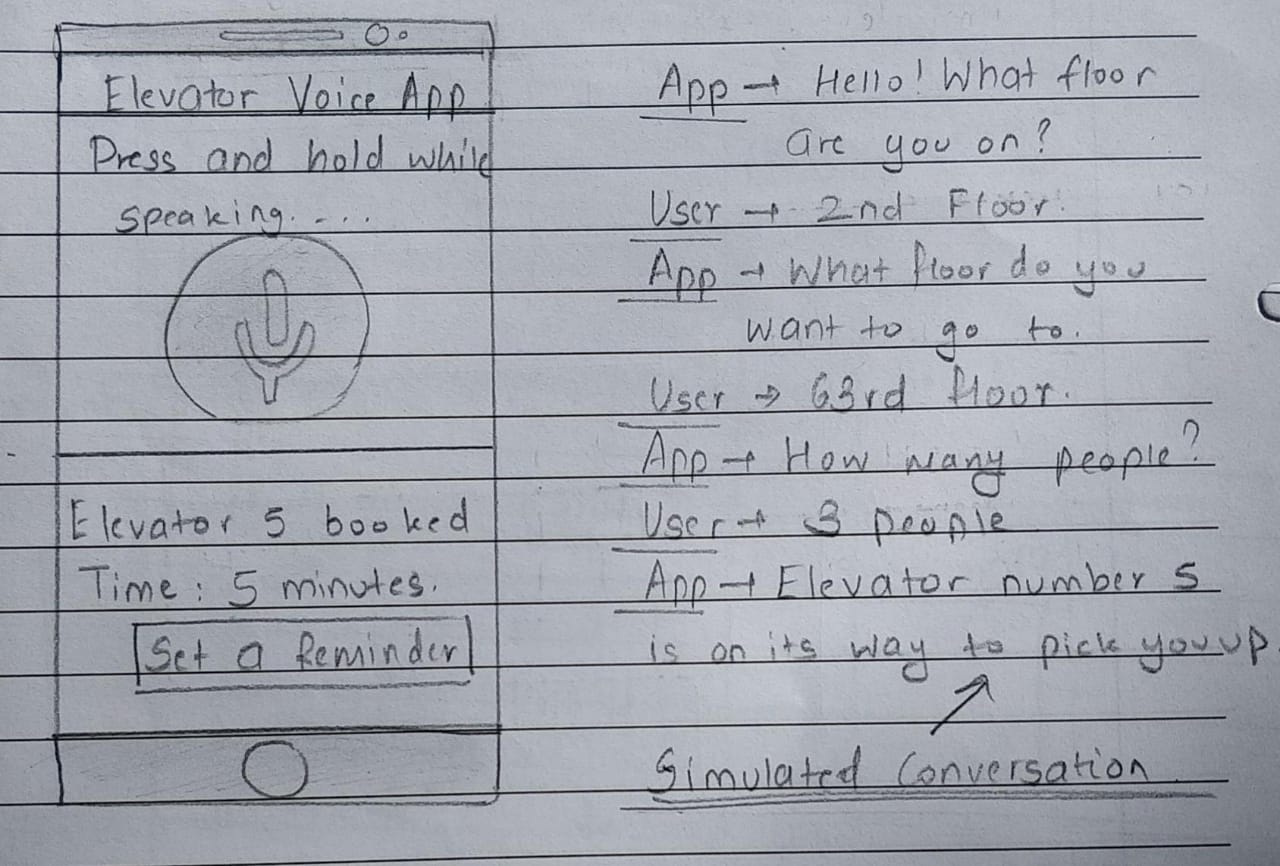 Elevator Voice App
Press and hold while
speaking....
Elevator 5 booked
Time: 5 minutes.
Set a Reminder
App → Hello! What floor
are you on?
User → 2nd Floor.
App → What floor do you
want to go to.
User → 63rd floor.
App → How many people?
User → 3 people
App → Elevator number 5
is on its way to pick you up.
Simulated Conversation